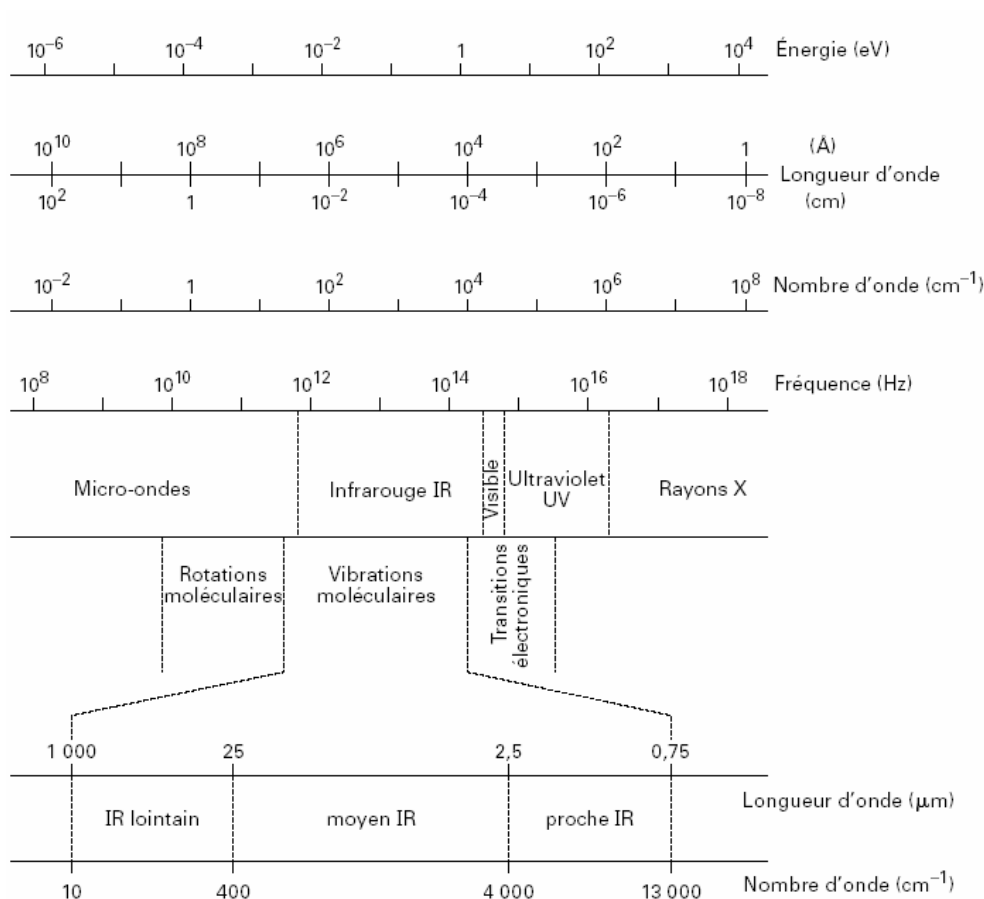 10⁻⁶ 10⁻⁴ 10⁻² 1 10² 10⁴ Énergie (eV)
10¹⁰ 10⁸ 10⁶ 10⁴ 10² 1 (Å)
Longueur d'onde
10² 1 10⁻² 10⁻⁴ 10⁻⁶ 10⁻⁸ (cm)
10⁻² 1 10² 10⁴ 10⁶ 10⁸ Nombre d'onde (cm⁻¹)
10⁸ 10¹⁰ 10¹² 10¹⁴ 10¹⁶ 10¹⁸ Fréquence (Hz)
Micro-ondes
Infrarouge IR
Visible
Ultraviolet
UV
Rayons X
Rotations
moléculaires
Vibrations
moléculaires
Transitions
électroniques
1 000 25 2,5 0,75
Longueur d'onde (µm)
IR lointain moyen IR proche IR
10 400 4 000 13 000 Nombre d'onde (cm⁻¹)